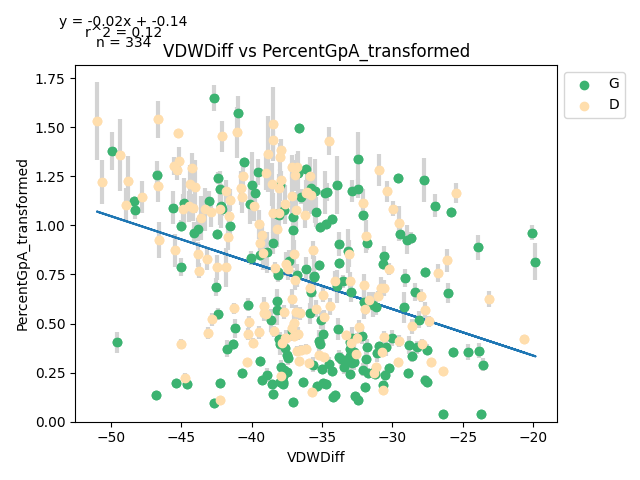 y = -0.02x + -0.14
r^2 = 0.12
n = 334
VDWDiff vs PercentGpA_transformed
G
D
PercentGpA_transformed
1.75
1.50
1.25
1.00
0.75
0.50
0.25
0.00
−50 −45 −40 −35 −30 −25 −20
VDWDiff